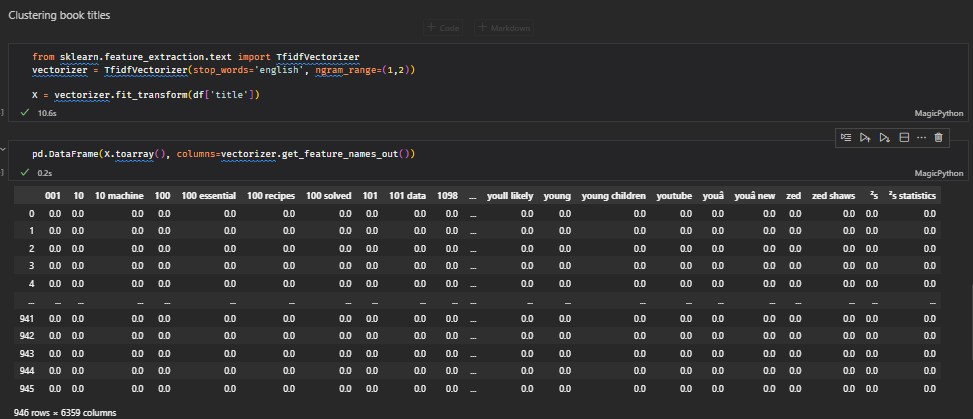 Clustering book titles
+ Code + Markdown
from sklearn.feature_extraction.text import TfidfVectorizer
vectorizer = TfidfVectorizer(stop_words='english', ngram_range=(1,2))
X = vectorizer.fit_transform(df['title'])
10.6s MagicPython
pd.DataFrame(X.toarray(), columns=vectorizer.get_feature_names_out())
0.2s MagicPython
001 10 10 machine 100 100 essential 100 recipes 100 solved 101 101 data 1098 ... youll likely young young children youtube youâ youâ new zed zed shaws ²s ²s statistics
0 0.0 0.0 0.0 0.0 0.0 0.0 0.0 0.0 0.0 0.0 ... 0.0 0.0 0.0 0.0 0.0 0.0 0.0 0.0 0.0 0.0
1 0.0 0.0 0.0 0.0 0.0 0.0 0.0 0.0 0.0 0.0 ... 0.0 0.0 0.0 0.0 0.0 0.0 0.0 0.0 0.0 0.0
2 0.0 0.0 0.0 0.0 0.0 0.0 0.0 0.0 0.0 0.0 ... 0.0 0.0 0.0 0.0 0.0 0.0 0.0 0.0 0.0 0.0
3 0.0 0.0 0.0 0.0 0.0 0.0 0.0 0.0 0.0 0.0 ... 0.0 0.0 0.0 0.0 0.0 0.0 0.0 0.0 0.0 0.0
4 0.0 0.0 0.0 0.0 0.0 0.0 0.0 0.0 0.0 0.0 ... 0.0 0.0 0.0 0.0 0.0 0.0 0.0 0.0 0.0 0.0
... ... ... ... ... ... ... ... ... ... ... ... ... ... ... ... ... ... ... ... ... ...
941 0.0 0.0 0.0 0.0 0.0 0.0 0.0 0.0 0.0 0.0 ... 0.0 0.0 0.0 0.0 0.0 0.0 0.0 0.0 0.0 0.0
942 0.0 0.0 0.0 0.0 0.0 0.0 0.0 0.0 0.0 0.0 ... 0.0 0.0 0.0 0.0 0.0 0.0 0.0 0.0 0.0 0.0
943 0.0 0.0 0.0 0.0 0.0 0.0 0.0 0.0 0.0 0.0 ... 0.0 0.0 0.0 0.0 0.0 0.0 0.0 0.0 0.0 0.0
944 0.0 0.0 0.0 0.0 0.0 0.0 0.0 0.0 0.0 0.0 ... 0.0 0.0 0.0 0.0 0.0 0.0 0.0 0.0 0.0 0.0
945 0.0 0.0 0.0 0.0 0.0 0.0 0.0 0.0 0.0 0.0 ... 0.0 0.0 0.0 0.0 0.0 0.0 0.0 0.0 0.0 0.0
946 rows × 6359 columns